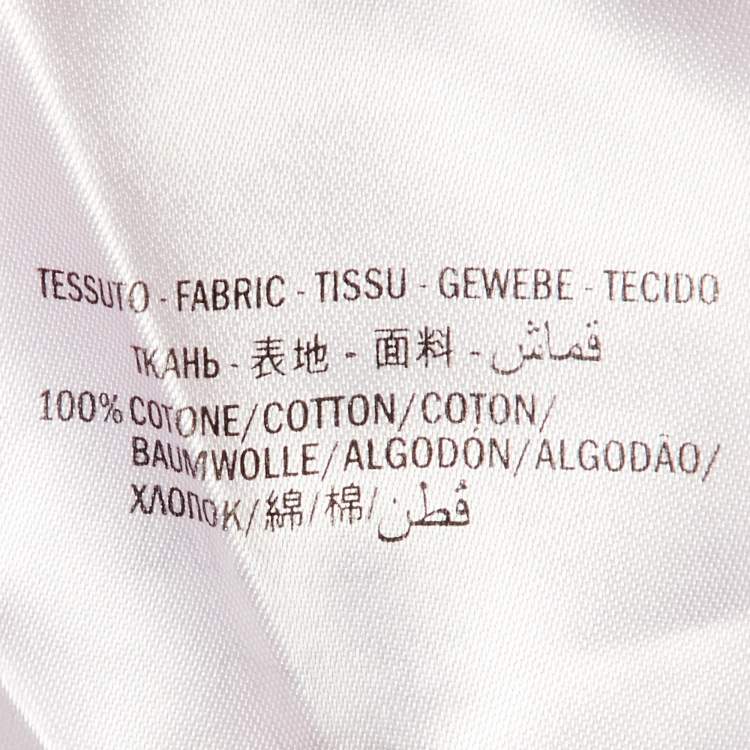 TESSUTO - FABRIC - TISSU - GEWEBE - TECIDO
ТКАНЬ - 表地 - 面料 - قماش
100% COTONE/COTTON/COTON/
BAUMWOLLE/ALGODÓN/ALGODÃO/
ХЛОПОК/綿/棉/قطن